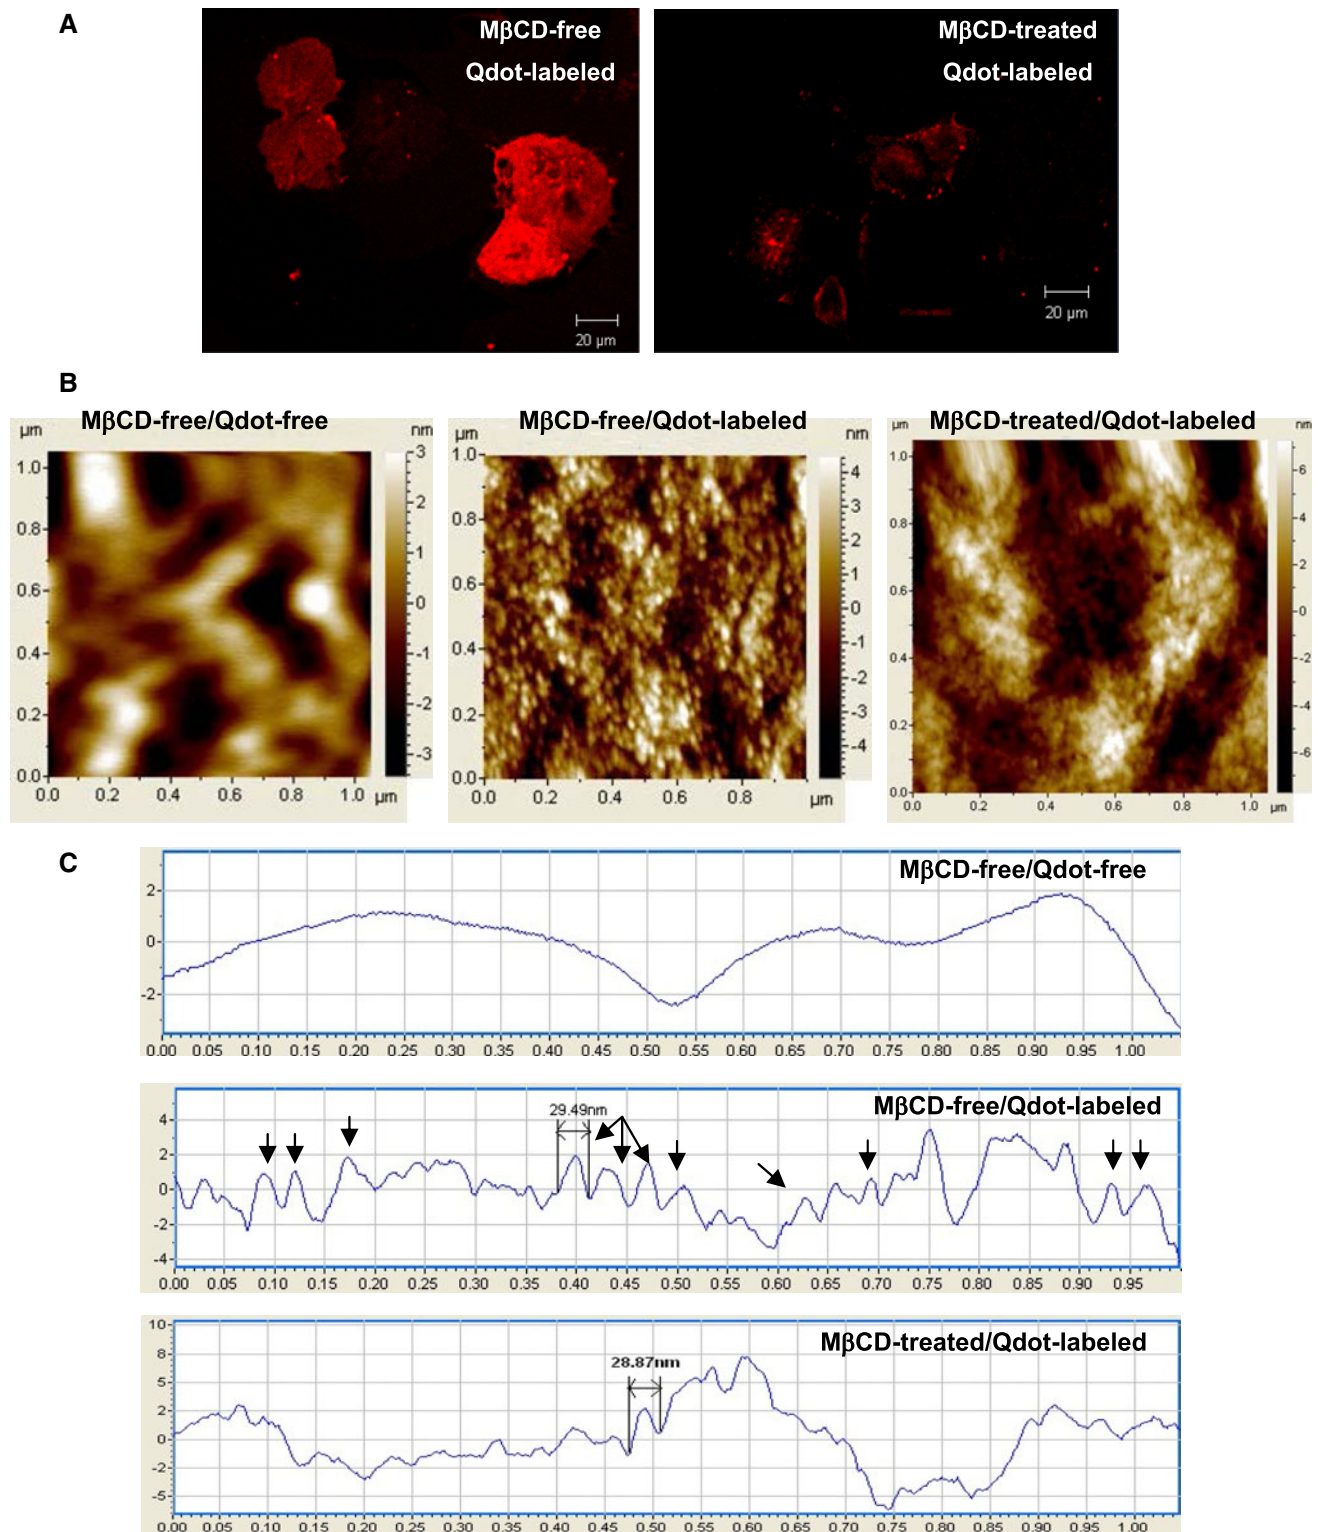 A
MβCD-free
Qdot-labeled
20 µm
MβCD-treated
Qdot-labeled
20 µm
B
MβCD-free/Qdot-free
µm
nm
1.0
0.8
0.6
0.4
0.2
0.0
0.0 0.2 0.4 0.6 0.8 1.0 µm
3
2
1
0
-1
-2
-3
MβCD-free/Qdot-labeled
µm
nm
1.0
0.8
0.6
0.4
0.2
0.0
0.0 0.2 0.4 0.6 0.8 µm
4
2
1
0
-1
-3
-4
MβCD-treated/Qdot-labeled
µm
nm
1.0
0.8
0.6
0.4
0.2
0.0
0.0 0.2 0.4 0.6 0.8 1.0 µm
6
4
2
0
-2
-4
-6
C
MβCD-free/Qdot-free
2
0
-2
0.00 0.05 0.10 0.15 0.20 0.25 0.30 0.35 0.40 0.45 0.50 0.55 0.60 0.65 0.70 0.75 0.80 0.85 0.90 0.95 1.00
MβCD-free/Qdot-labeled
29.49nm
4
2
0
-2
-4
0.00 0.05 0.10 0.15 0.20 0.25 0.30 0.35 0.40 0.45 0.50 0.55 0.60 0.65 0.70 0.75 0.80 0.85 0.90 0.95
MβCD-treated/Qdot-labeled
28.87nm
10
8
5
2
0
-2
-5
0.00 0.05 0.10 0.15 0.20 0.25 0.30 0.35 0.40 0.45 0.50 0.55 0.60 0.65 0.70 0.75 0.80 0.85 0.90 0.95 1.00